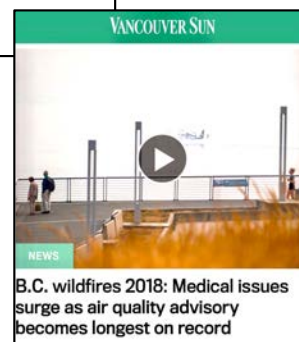 VANCOUVER SUN
NEWS
B.C. wildfires 2018: Medical issues
surge as air quality advisory
becomes longest on record